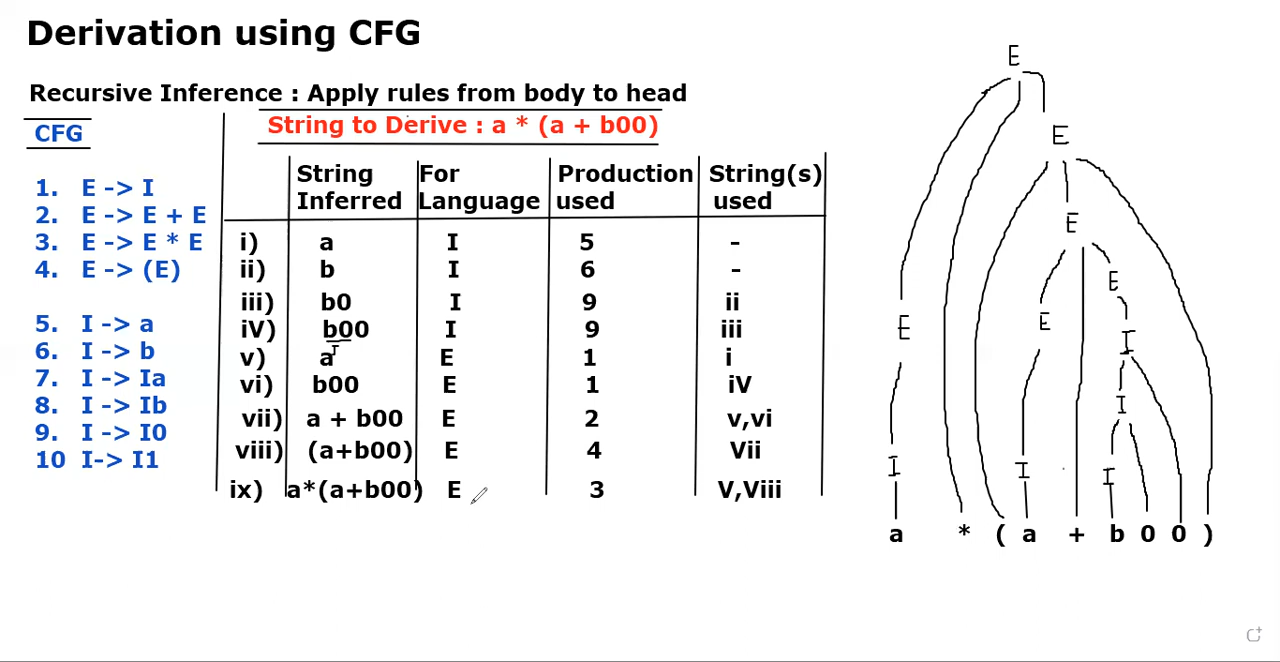 Derivation using CFG
Recursive Inference : Apply rules from body to head
CFG
1. E -> I
2. E -> E + E
3. E -> E * E
4. E -> (E)
5. I -> a
6. I -> b
7. I -> Ia
8. I -> Ib
9. I -> I0
10 I-> I1
String to Derive : a * (a + b00)
String Inferred For Language Production used String(s) used
i) a I 5 -
ii) b I 6 -
iii) b0 I 9 ii
iV) b00 I 9 iii
I
v) a E 1 i
vi) b00 E 1 iV
vii) a + b00 E 2 v,vi
viii) (a+b00) E 4 Vii
ix) a*(a+b00) E 3 V,Viii
E
E
E
E
E E
I
I
I I I
a * ( a + b 0 0 )